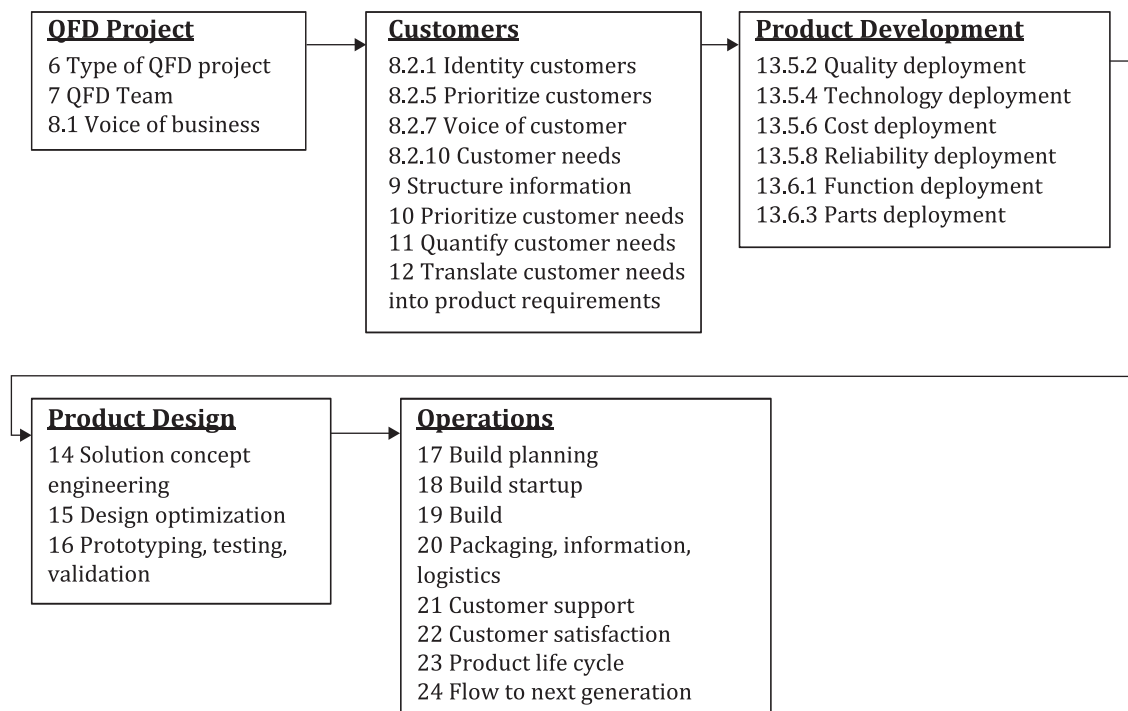 QFD Project
6 Type of QFD project
7 QFD Team
8.1 Voice of business
Customers
8.2.1 Identity customers
8.2.5 Prioritize customers
8.2.7 Voice of customer
8.2.10 Customer needs
9 Structure information
10 Prioritize customer needs
11 Quantify customer needs
12 Translate customer needs
into product requirements
Product Development
13.5.2 Quality deployment
13.5.4 Technology deployment
13.5.6 Cost deployment
13.5.8 Reliability deployment
13.6.1 Function deployment
13.6.3 Parts deployment
Product Design
14 Solution concept
engineering
15 Design optimization
16 Prototyping, testing,
validation
Operations
17 Build planning
18 Build startup
19 Build
20 Packaging, information,
logistics
21 Customer support
22 Customer satisfaction
23 Product life cycle
24 Flow to next generation